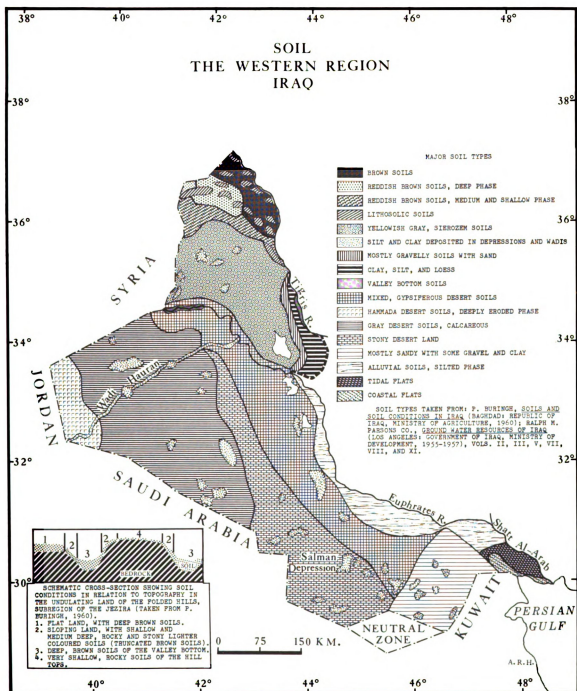 38° 40° 42° 44° 46° 48°
SOIL
THE WESTERN REGION
IRAQ
38° 38°
36° 36°
34° 34°
32° 32°
30° 30°
40° 42° 44° 46° 48°
MAJOR SOIL TYPES
BROWN SOILS
REDDISH BROWN SOILS, DEEP PHASE
REDDISH BROWN SOILS, MEDIUM AND SHALLOW PHASE
LITHOSOLIC SOILS
YELLOWISH GRAY, SIEROZEM SOILS
SILT AND CLAY DEPOSITED IN DEPRESSIONS AND WADIS
MOSTLY GRAVELLY SOILS WITH SAND
CLAY, SILT, AND LOESS
VALLEY BOTTOM SOILS
MIXED, GYPSIFEROUS DESERT SOILS
HAMMADA DESERT SOILS, DEEPLY ERODED PHASE
GRAY DESERT SOILS, CALCAREOUS
STONY DESERT LAND
MOSTLY SANDY WITH SOME GRAVEL AND CLAY
ALLUVIAL SOILS, SILTED PHASE
TIDAL FLATS
COASTAL FLATS
SOIL TYPES TAKEN FROM: P. BURINGH, SOILS AND
SOIL CONDITIONS IN IRAQ (BAGHDAD: REPUBLIC OF
IRAQ, MINISTRY OF AGRICULTURE, 1960); RALPH M.
PARSONS CO., GROUND WATER RESOURCES OF IRAQ
(LOS ANGELES: GOVERNMENT OF IRAQ, MINISTRY OF
DEVELOPMENT, 1955-1957), VOLS. II, III, V, VII,
VIII, AND XI.
SYRIA
Tigris R.
JORDAN
Wadi Hauran
SAUDI ARABIA
Euphrates R.
Shatt Al-Arab
Salman
Depression
KUWAIT
NEUTRAL
ZONE
PERSIAN
GULF
0 75 150 KM.
A.R.H.
1 2 3 2 4 2 3
SOIL
BEDROCK
SCHEMATIC CROSS-SECTION SHOWING SOIL
CONDITIONS IN RELATION TO TOPOGRAPHY IN
THE UNDULATING LAND OF THE FOLDED HILLS,
SUBREGION OF THE JEZIRA (TAKEN FROM P.
BURINGH, 1960).
1. FLAT LAND, WITH DEEP BROWN SOILS.
2. SLOPING LAND, WITH SHALLOW AND
MEDIUM DEEP, ROCKY AND STONY LIGHTER
COLOURED SOILS (TRUNCATED BROWN SOILS).
3. DEEP, BROWN SOILS OF THE VALLEY BOTTOM.
4. VERY SHALLOW, ROCKY SOILS OF THE HILL
TOPS.